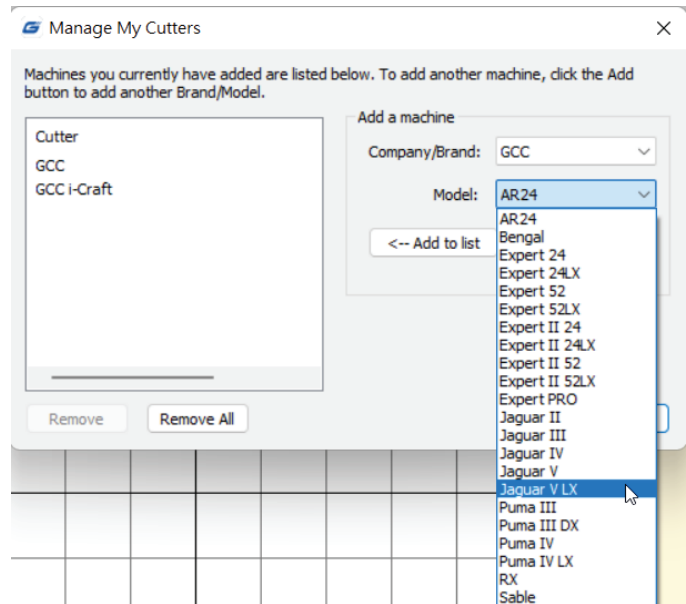 Manage My Cutters
Machines you currently have added are listed below. To add another machine, click the Add
button to add another Brand/Model.
Cutter
GCC
GCC i-Craft
Add a machine
Company/Brand: GCC
Model: AR24
<-- Add to list
AR24
Bengal
Expert 24
Expert 24LX
Expert 52
Expert 52LX
Expert II 24
Expert II 24LX
Expert II 52
Expert II 52LX
Expert PRO
Jaguar II
Jaguar III
Jaguar IV
Jaguar V
Jaguar V LX
Puma III
Puma III DX
Puma IV
Puma IV LX
RX
Sable
Remove
Remove All